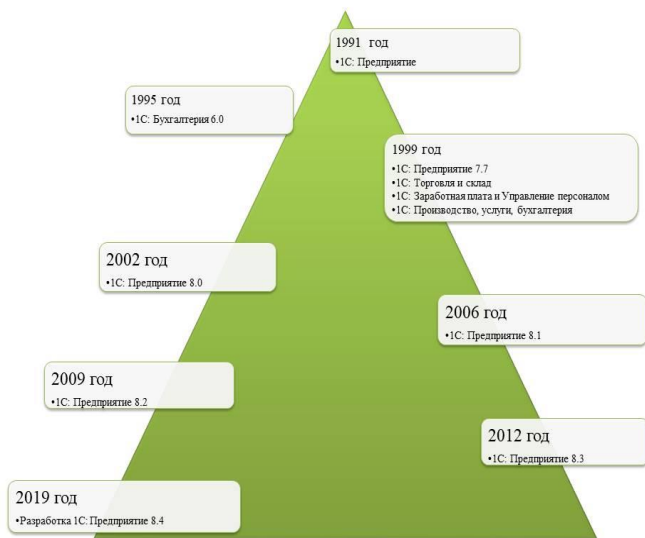 1991 год
•1С: Предприятие
1995 год
•1С: Бухгалтерия 6.0
1999 год
•1С: Предприятие 7.7
•1С: Торговля и склад
•1С: Заработная плата и Управление персоналом
•1С: Производство, услуги, бухгалтерия
2002 год
•1С: Предприятие 8.0
2006 год
•1С: Предприятие 8.1
2009 год
•1С: Предприятие 8.2
2012 год
•1С: Предприятие 8.3
2019 год
•Разработка 1С: Предприятие 8.4